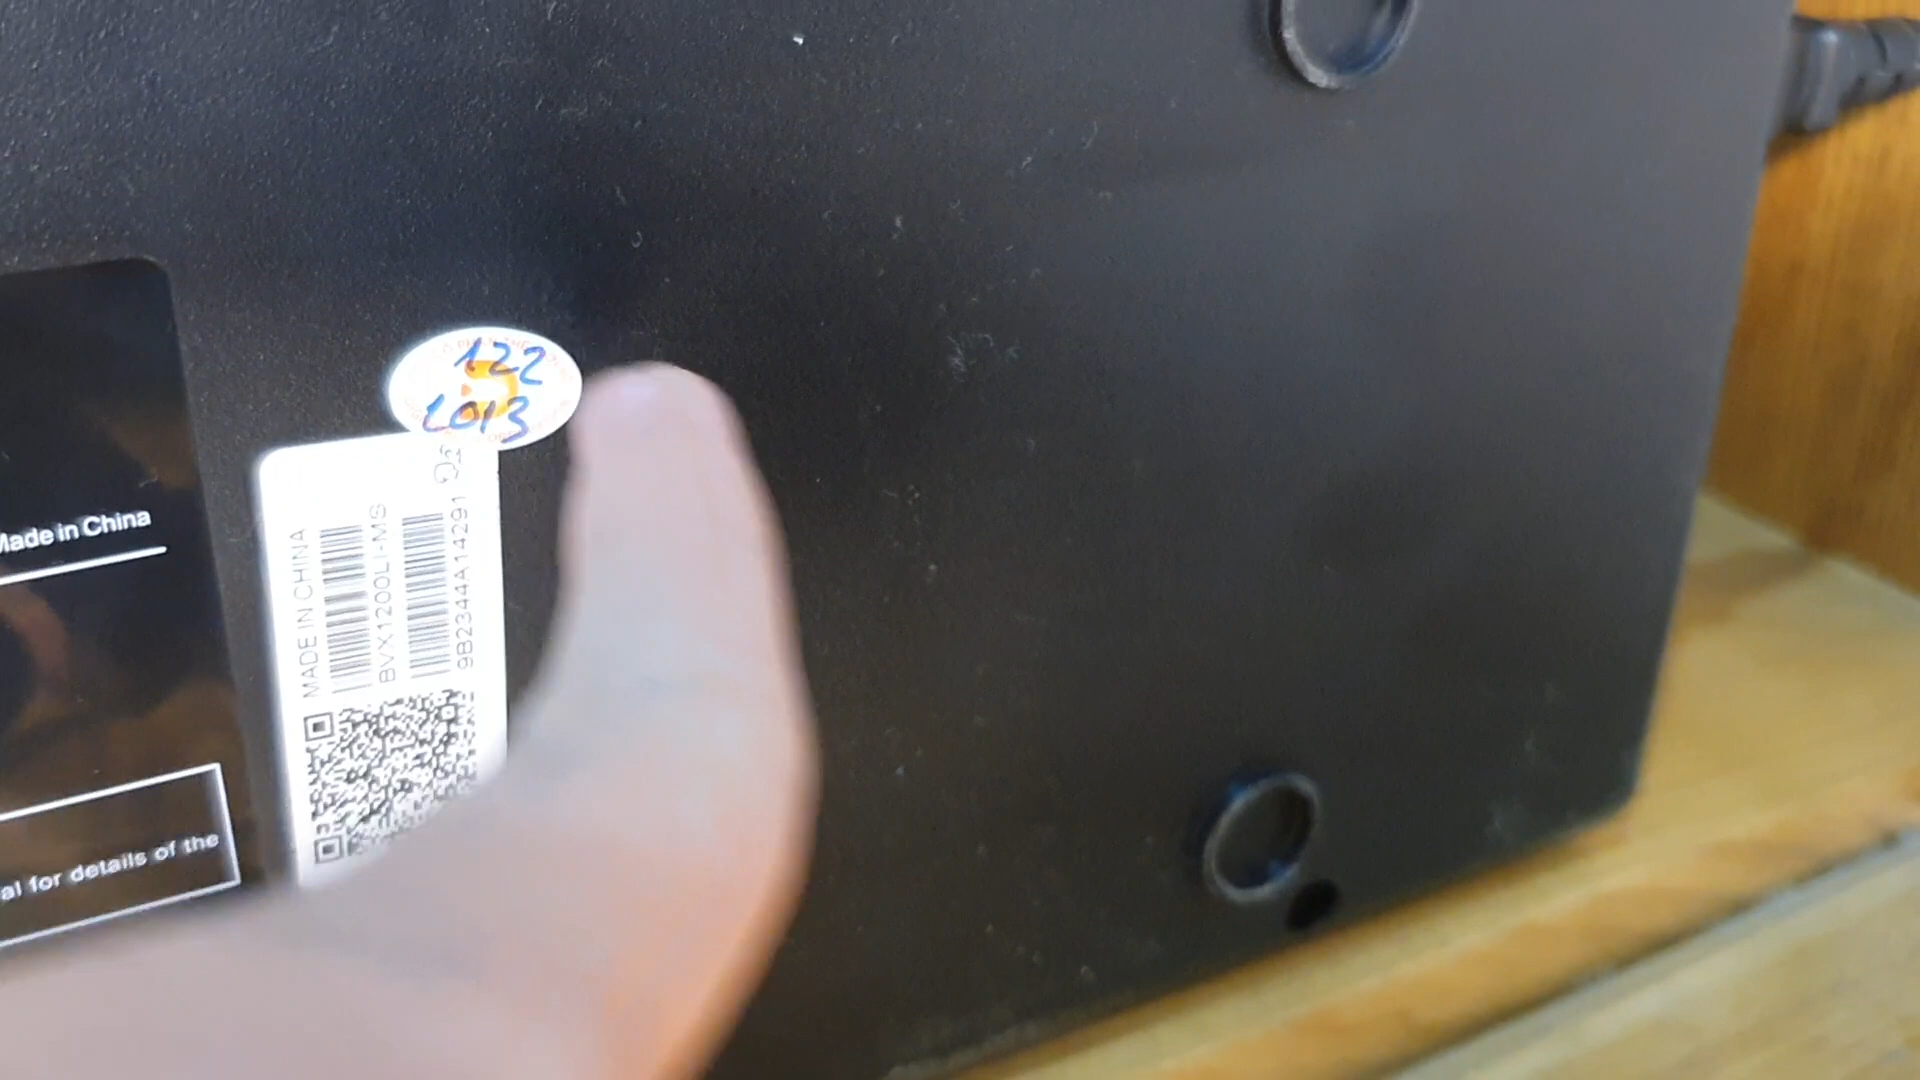 122
2013
Made in China
MADE IN CHINA
BVX1200LI-MS
9B2344A14291
al for details of the